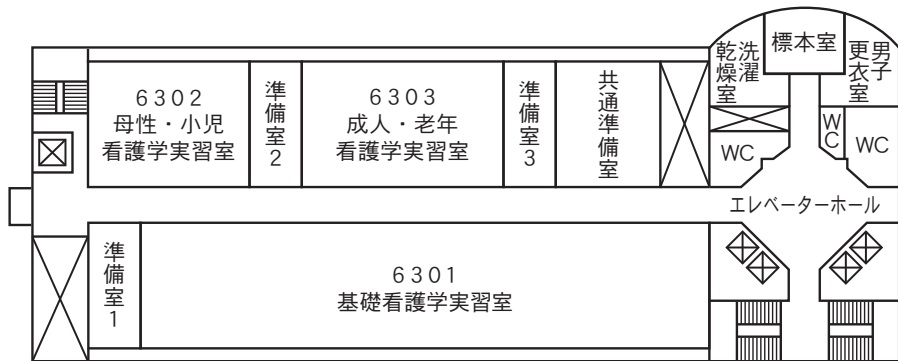 6302
母性・小児
看護学実習室
準備室2
6303
成人・老年
看護学実習室
準備室3
共通準備室
洗濯
乾燥室
標本室
男子
更衣室
WC
WC
WC
エレベーターホール
準備室1
6301
基礎看護学実習室